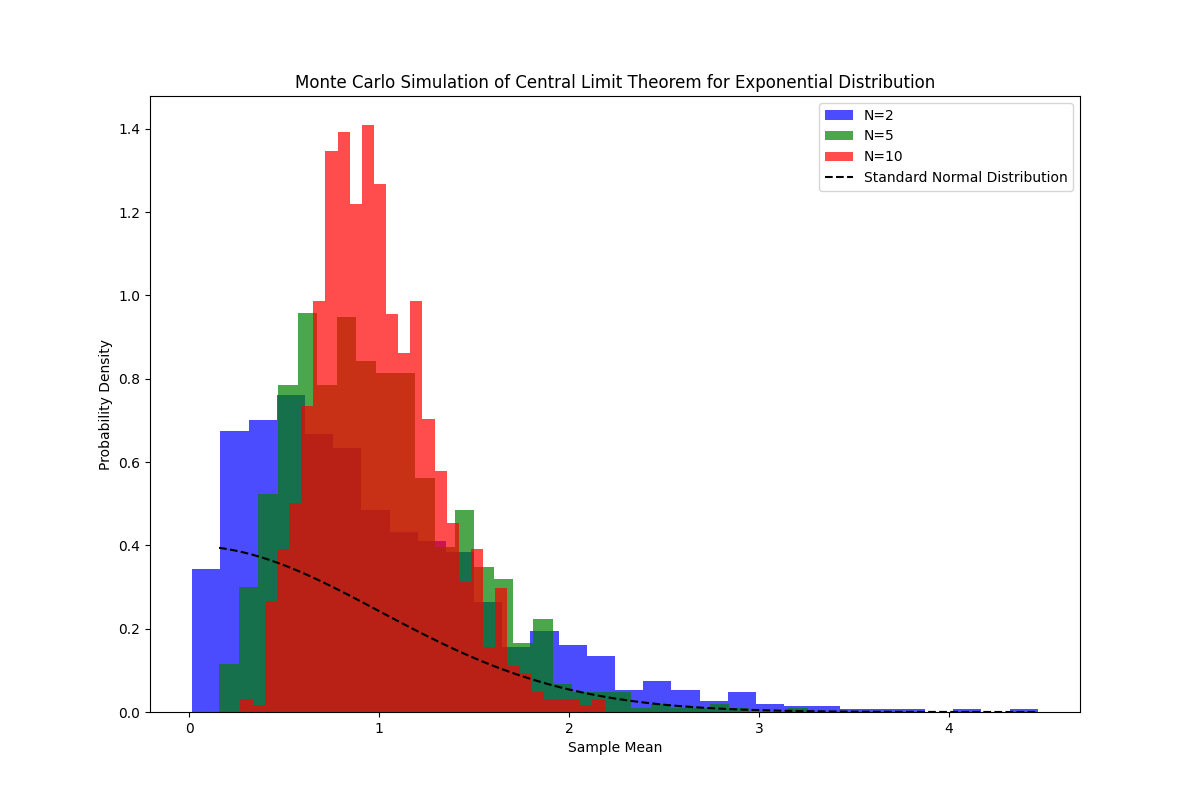 Monte Carlo Simulation of Central Limit Theorem for Exponential Distribution
N=2
N=5
N=10
Standard Normal Distribution
Probability Density
1.4
1.2
1.0
0.8
0.6
0.4
0.2
0.0
0 1 2 3 4
Sample Mean